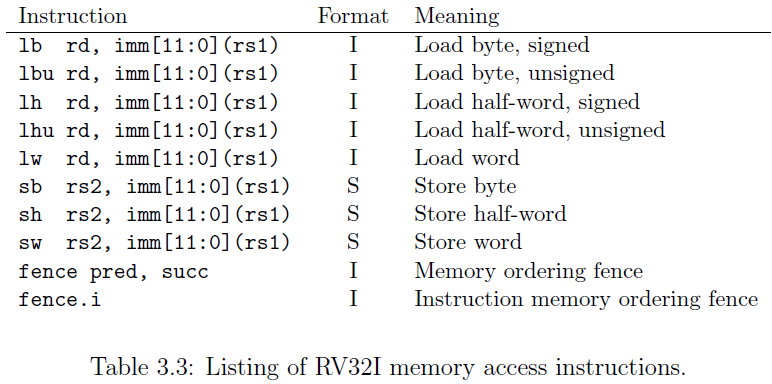 Instruction Format Meaning
lb rd, imm[11:0](rs1) I Load byte, signed
lbu rd, imm[11:0](rs1) I Load byte, unsigned
lh rd, imm[11:0](rs1) I Load half-word, signed
lhu rd, imm[11:0](rs1) I Load half-word, unsigned
lw rd, imm[11:0](rs1) I Load word
sb rs2, imm[11:0](rs1) S Store byte
sh rs2, imm[11:0](rs1) S Store half-word
sw rs2, imm[11:0](rs1) S Store word
fence pred, succ I Memory ordering fence
fence.i I Instruction memory ordering fence
Table 3.3: Listing of RV32I memory access instructions.